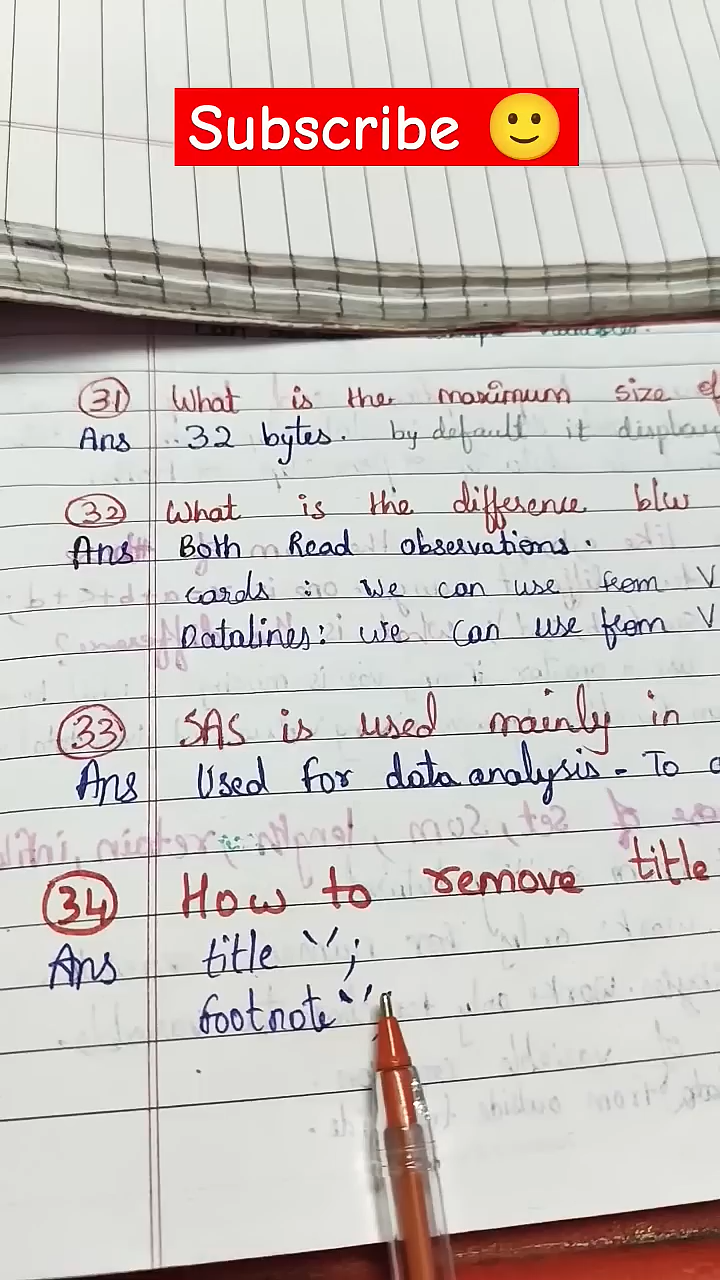 Subscribe 🙂
31 What is the maximum size of
Ans 32 bytes. by default it display
32 What is the difference b/w
Ans Both Read observations.
cards : We can use from V
Datalines: We can use from V
33 SAS is used mainly in
Ans Used for data analysis - To
34 How to remove title
Ans title '';
footnote ''